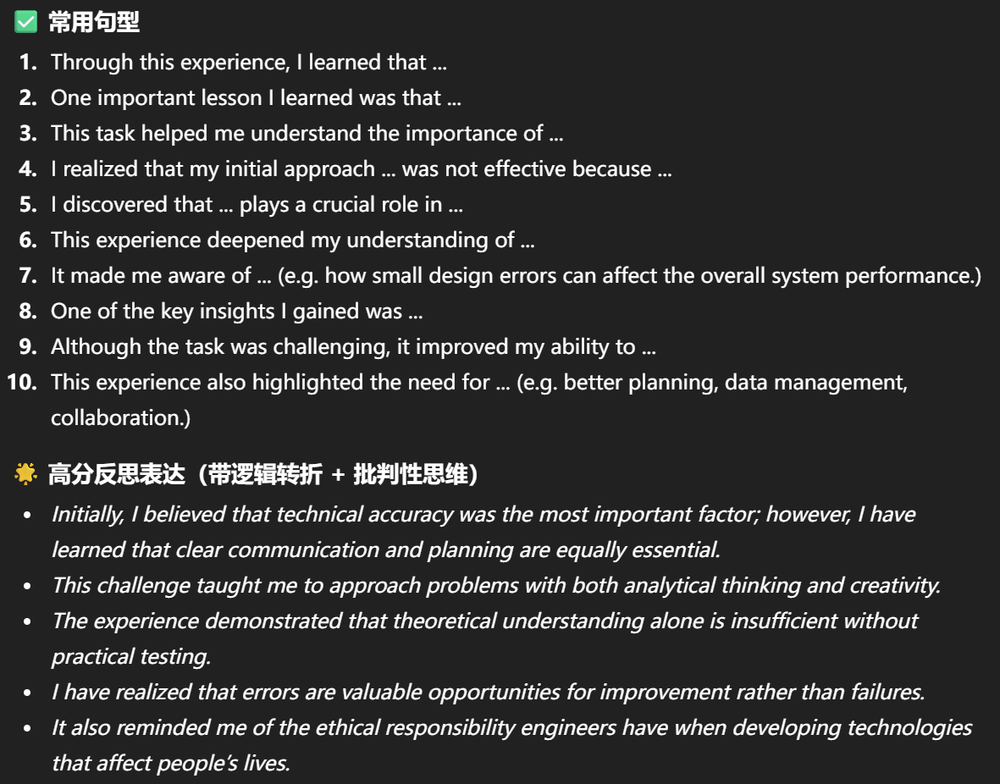 ✅ 常用句型
1. Through this experience, I learned that ...
2. One important lesson I learned was that ...
3. This task helped me understand the importance of ...
4. I realized that my initial approach ... was not effective because ...
5. I discovered that ... plays a crucial role in ...
6. This experience deepened my understanding of ...
7. It made me aware of ... (e.g. how small design errors can affect the overall system performance.)
8. One of the key insights I gained was ...
9. Although the task was challenging, it improved my ability to ...
10. This experience also highlighted the need for ... (e.g. better planning, data management,
collaboration.)
🌟 高分反思表达（带逻辑转折 + 批判性思维）
• Initially, I believed that technical accuracy was the most important factor; however, I have
learned that clear communication and planning are equally essential.
• This challenge taught me to approach problems with both analytical thinking and creativity.
• The experience demonstrated that theoretical understanding alone is insufficient without
practical testing.
• I have realized that errors are valuable opportunities for improvement rather than failures.
• It also reminded me of the ethical responsibility engineers have when developing technologies
that affect people’s lives.